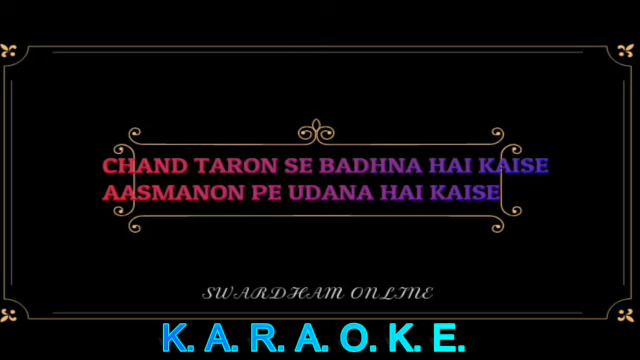 CHAND TARON SE BADHNA HAI KAISE
AASMANON PE UDANA HAI KAISE
SWARDHAM ONLINE
K. A. R. A. O. K. E.